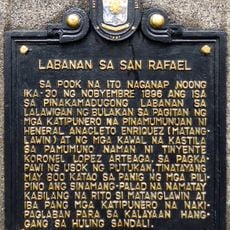 LABANAN SA SAN RAFAEL
SA POOK NA ITO NAGANAP NOONG
IKA-30 NG NOBYEMBRE 1896 ANG ISA
SA PINAKAMADUGONG LABANAN SA
LALAWIGAN NG BULAKAN SA PAGITAN NG
MGA KATIPUNERO SA PINAMUMUNUAN NI
HENERAL ANACLETO ENRIQUEZ (MATANG-
LAWIN) AT NG MGA KAWAL NA KASTILA
SA PAMUMUNO NAMAN NI TINYENTE
KORONEL LOPEZ ARTEAGA, SA PAGKA-
PAWI NG USOK NG PUTUKAN, TINATAYANG
MAY 800 KATAO SA PANIG NG MGA PILI-
PINO ANG SINAMANG-PALAD NA NAMATAY
KABILANG NA RITO SI MATANGLAWIN AT
IBA PANG MGA KATIPUNERO NA NAKI-
PAGLABAN PARA SA KALAYAAN HANG-
GANG SA HULING SANDALI.